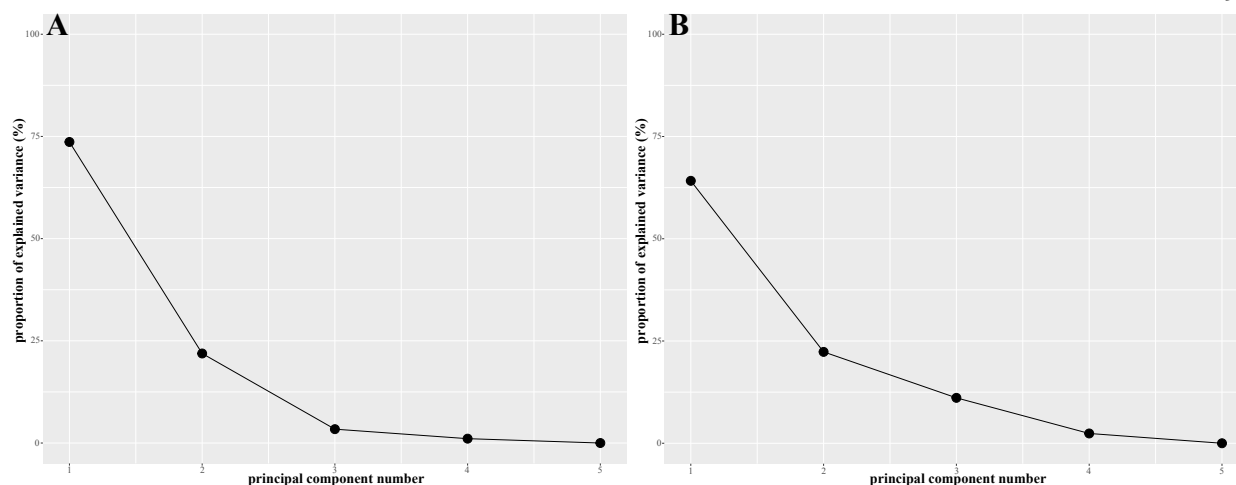 A
100
75
50
25
0
proportion of explained variance (%)
1 2 3 4 5
principal component number
B
100
75
50
25
0
proportion of explained variance (%)
1 2 3 4 5
principal component number